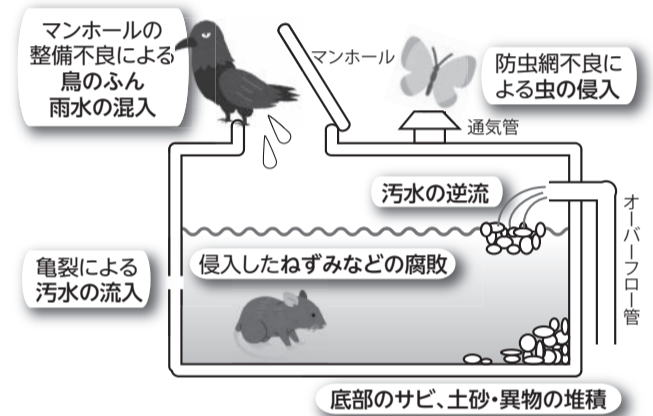 マンホールの
整備不良による
鳥のふん
雨水の混入
マンホール
防虫網不良に
よる虫の侵入
通気管
汚水の逆流
オーバーフロー管
亀裂による
汚水の流入
侵入したねずみなどの腐敗
底部のサビ、土砂・異物の堆積